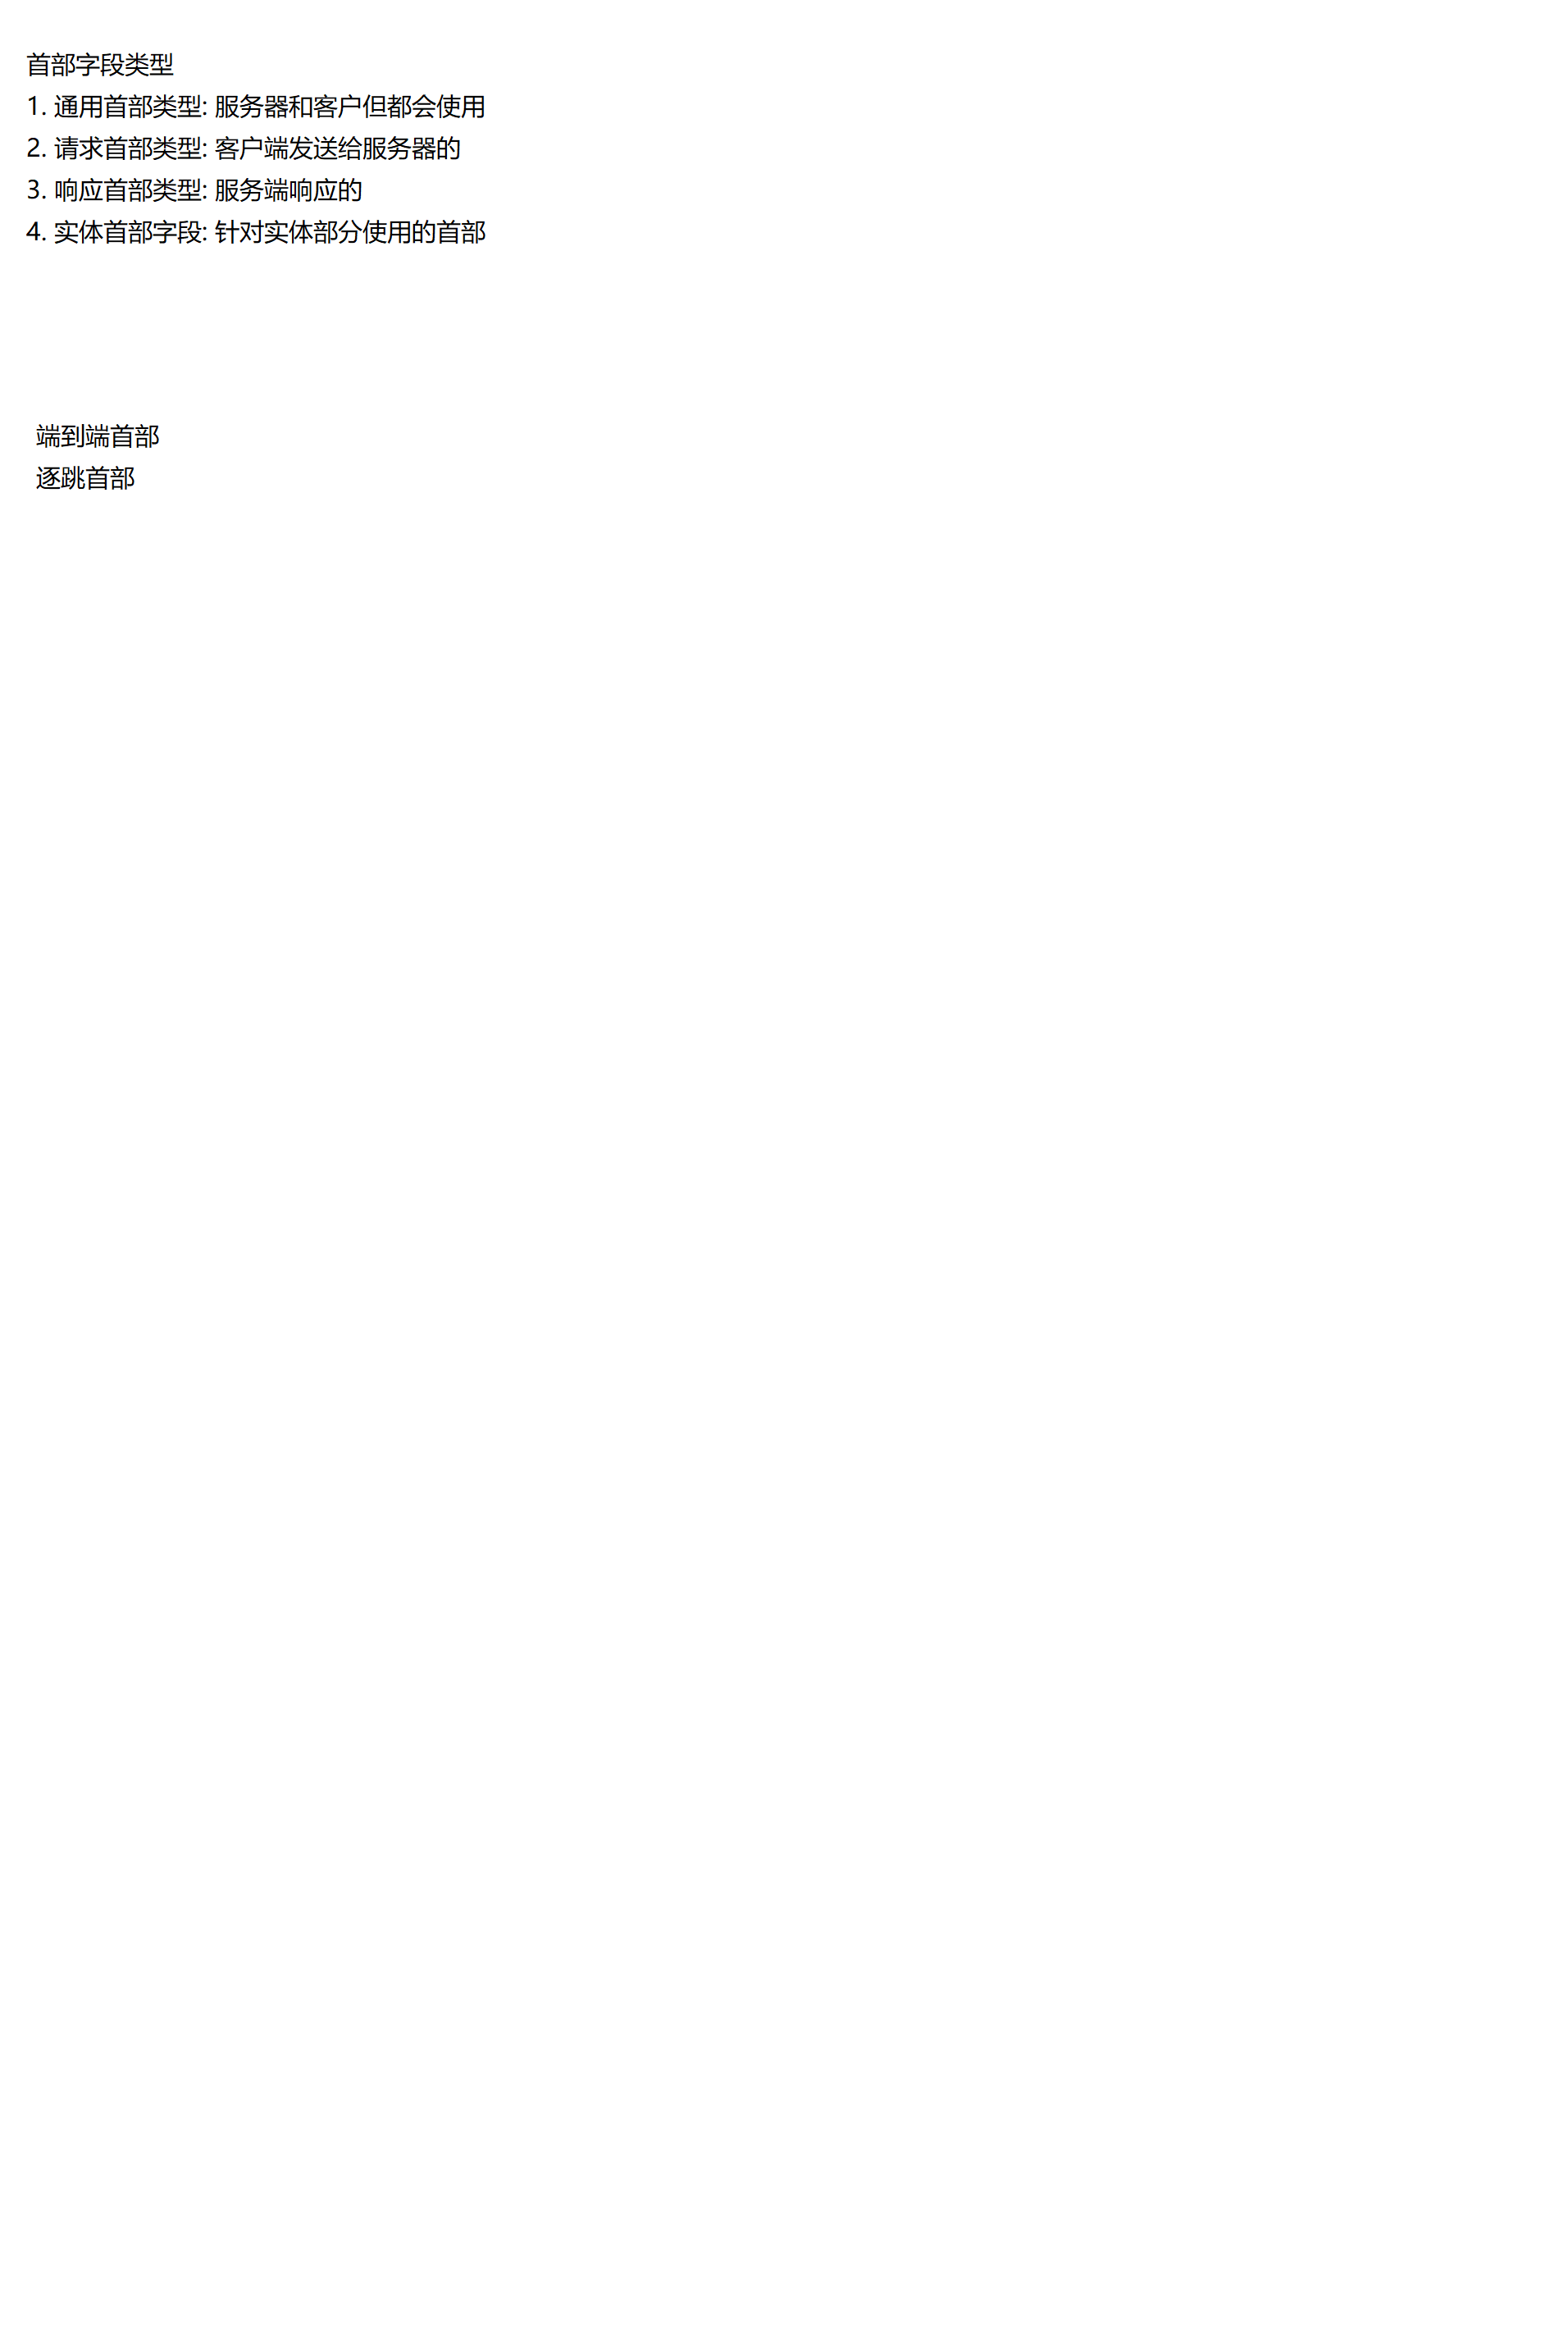 首部字段类型
1. 通用首部类型: 服务器和客户但都会使用
2. 请求首部类型: 客户端发送给服务器的
3. 响应首部类型: 服务端响应的
4. 实体首部字段: 针对实体部分使用的首部
端到端首部
逐跳首部